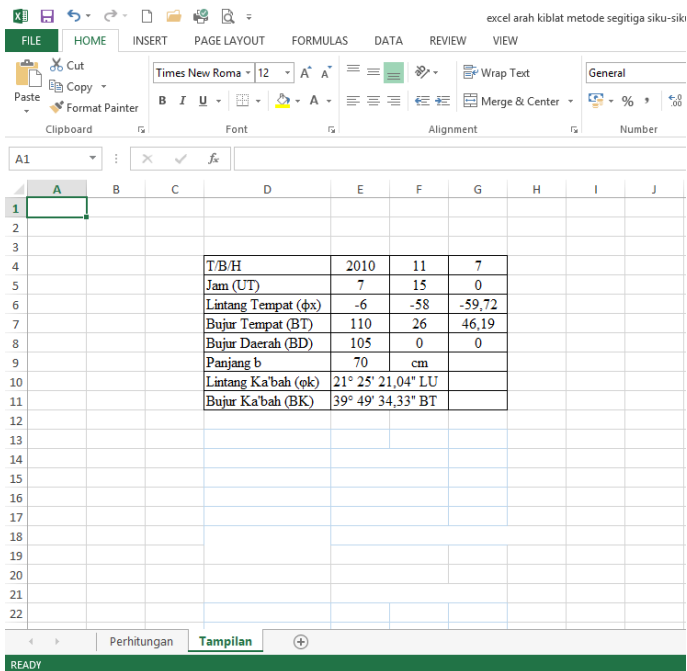 excel arah kiblat metode segitiga siku-sik
FILE HOME INSERT PAGE LAYOUT FORMULAS DATA REVIEW VIEW
Cut
Copy
Format Painter
Paste
Times New Roma 12 A A
B I U A
Wrap Text
Merge & Center
General
% , ←.0 .00
Clipboard Font Alignment Number
A1 fx
A B C D E F G H I J
1
2
3
4 T/B/H 2010 11 7
5 Jam (UT) 7 15 0
6 Lintang Tempat (ϕx) -6 -58 -59,72
7 Bujur Tempat (BT) 110 26 46,19
8 Bujur Daerah (BD) 105 0 0
9 Panjang b 70 cm
10 Lintang Ka'bah (φk) 21° 25' 21,04" LU
11 Bujur Ka'bah (BK) 39° 49' 34,33" BT
12
13
14
15
16
17
18
19
20
21
22
Perhitungan Tampilan
READY